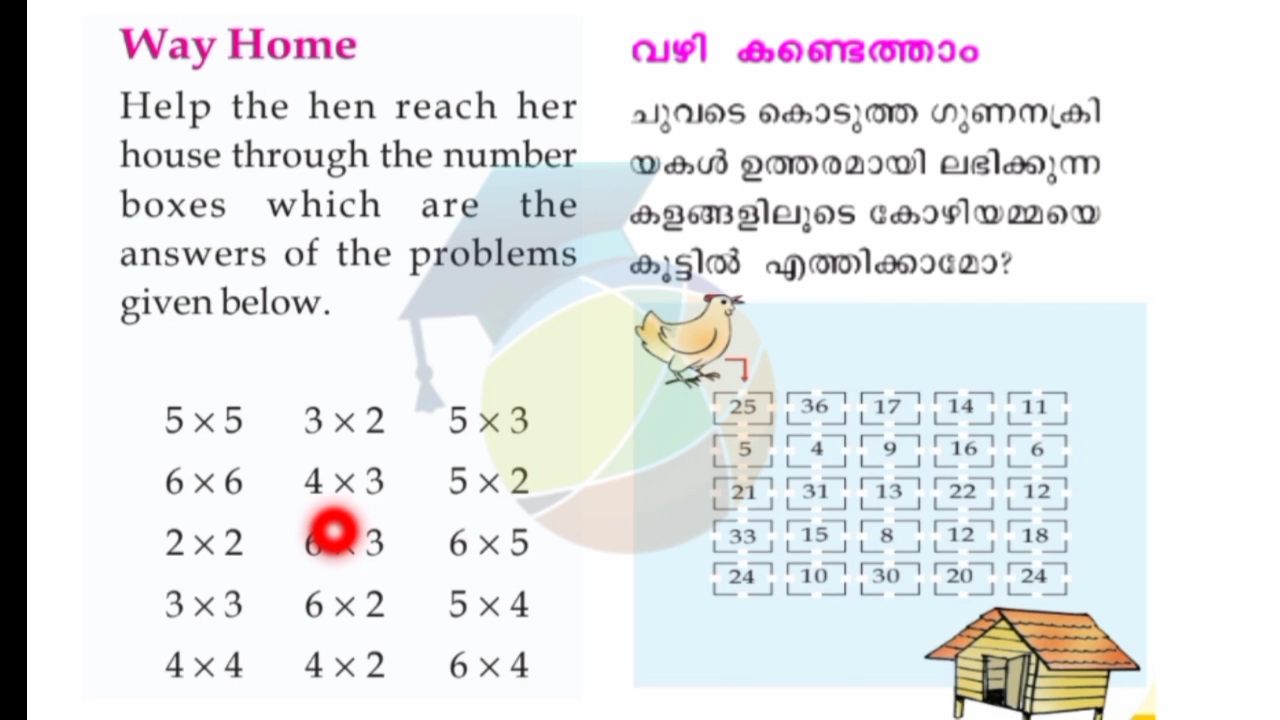 Way Home
Help the hen reach her
house through the number
boxes which are the
answers of the problems
given below.
വഴി കണ്ടെത്താം
ചുവടെ കൊടുത്ത ഗുണനക്രി
യകൾ ഉത്തരമായി ലഭിക്കുന്ന
കളങ്ങളിലൂടെ കോഴിയമ്മയെ
കൂട്ടിൽ എത്തിക്കാമോ?
5 × 5 3 × 2 5 × 3
6 × 6 4 × 3 5 × 2
2 × 2 6 × 3 6 × 5
3 × 3 6 × 2 5 × 4
4 × 4 4 × 2 6 × 4
25 36 17 14 11
5 4 9 16 6
21 31 13 22 12
33 15 8 12 18
24 10 30 20 24